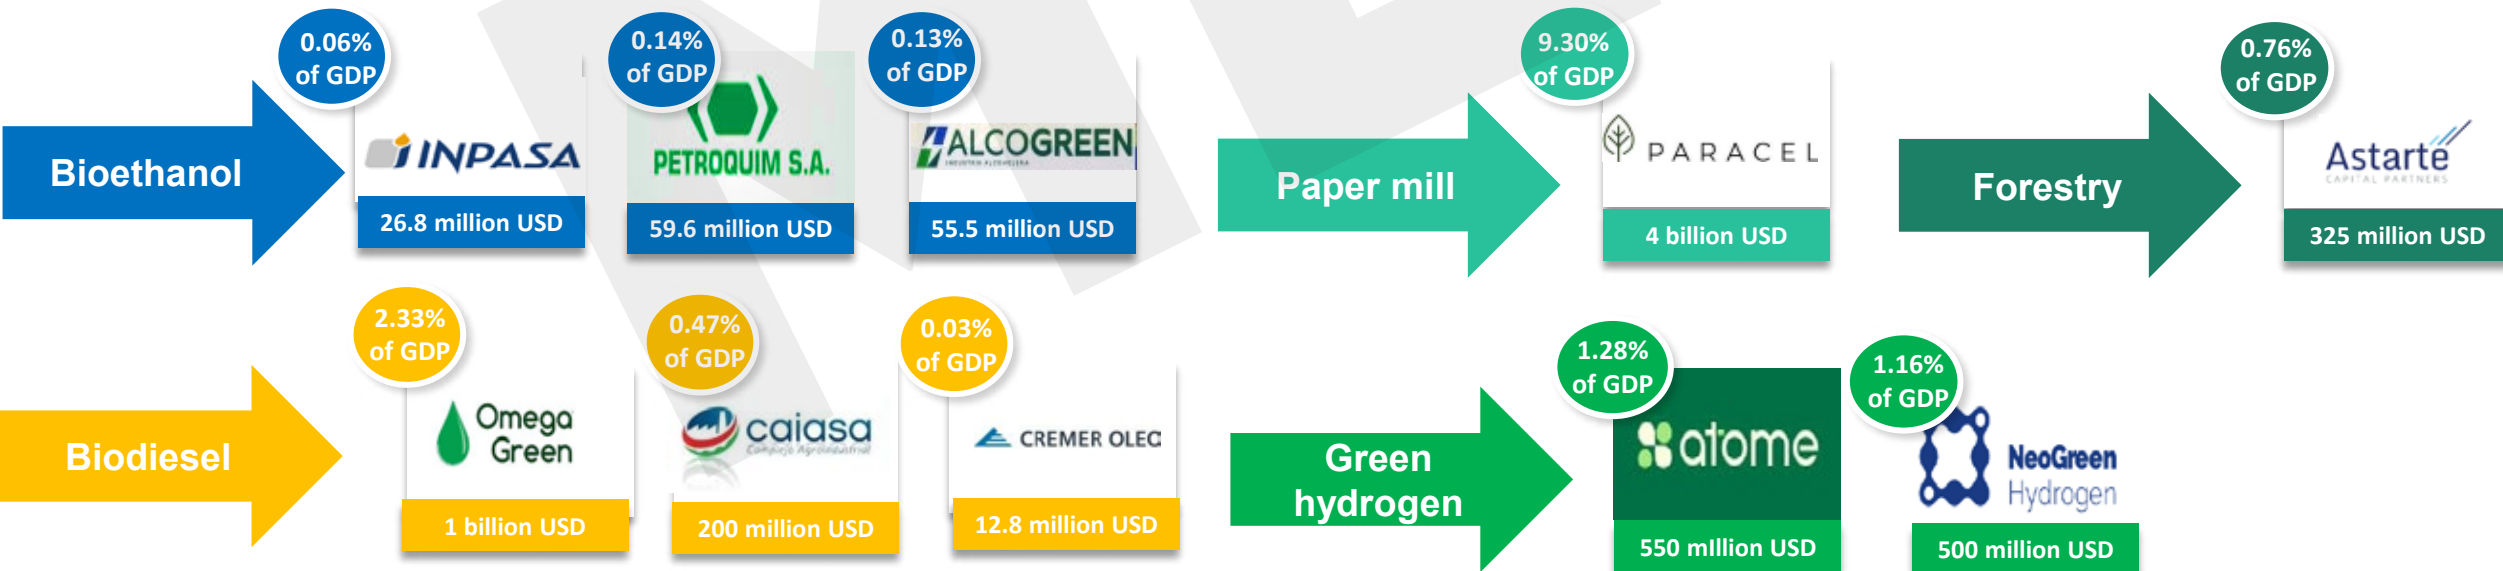 Bioethanol
0.06%
of GDP
INPASA
26.8 million USD
0.14%
of GDP
PETROQUIM S.A.
59.6 million USD
0.13%
of GDP
ALCOGREEN
INDUSTRIA ALCOHOLERA
55.5 million USD
Paper mill
9.30%
of GDP
PARACEL
4 billion USD
Forestry
0.76%
of GDP
Astarte
CAPITAL PARTNERS
325 million USD
Biodiesel
2.33%
of GDP
Omega
Green
1 billion USD
0.47%
of GDP
caiasa
Complejo Agroindustrial
200 million USD
0.03%
of GDP
CREMER OLEO
12.8 million USD
Green
hydrogen
1.28%
of GDP
atome
550 mIllion USD
1.16%
of GDP
NeoGreen
Hydrogen
500 million USD